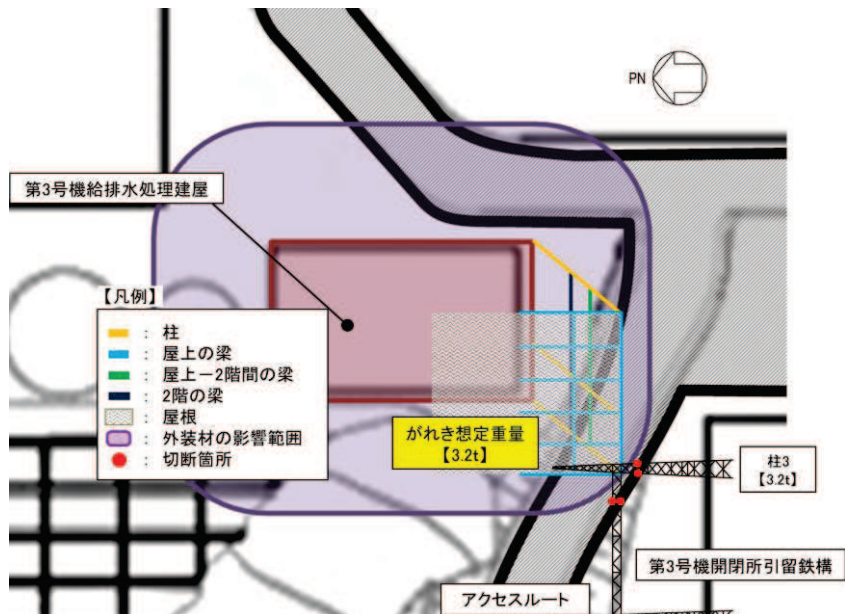 PN
第3号機給排水処理建屋
【凡例】
: 柱
: 屋上の梁
: 屋上ー2階間の梁
: 2階の梁
: 屋根
: 外装材の影響範囲
: 切断箇所
がれき想定重量
【3.2t】
柱3
【3.2t】
第3号機開閉所引留鉄構
アクセスルート